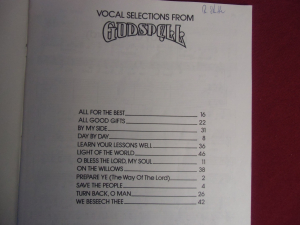 VOCAL SELECTIONS FROM
GODSPELL
ALL FOR THE BEST 16
ALL GOOD GIFTS 22
BY MY SIDE 31
DAY BY DAY 8
LEARN YOUR LESSONS WELL 36
LIGHT OF THE WORLD 46
O BLESS THE LORD, MY SOUL 11
ON THE WILLOWS 38
PREPARE YE (The Way Of The Lord) 2
SAVE THE PEOPLE 4
TURN BACK, O MAN 26
WE BESEECH THEE 42